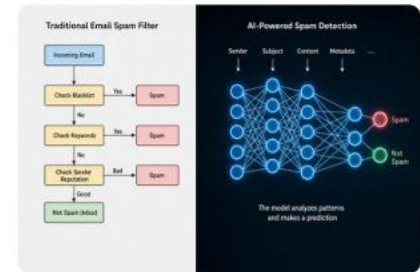 Traditional Email Spam Filter
Incoming Email
Check Blacklist
Yes
Spam
No
Check Keywords
Yes
Spam
No
Check Sender
Reputation
Bad
Spam
Good
Not Spam (Inbox)
AI-Powered Spam Detection
Sender Subject Content Metadata ...
Spam
Not
Spam
The model analyzes patterns
and makes a prediction